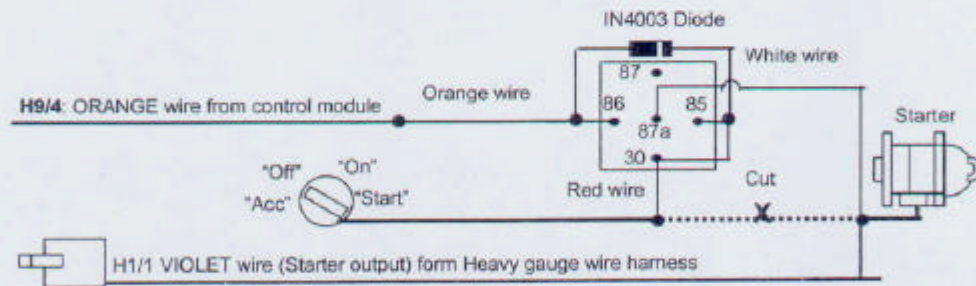 IN4003 Diode
White wire
87
H9/4: ORANGE wire from control module
Orange wire
86
85
87a
Starter
30
"Off"
"On"
Red wire
Cut
"Acc"
"Start"
X
H1/1 VIOLET wire (Starter output) form Heavy gauge wire harness